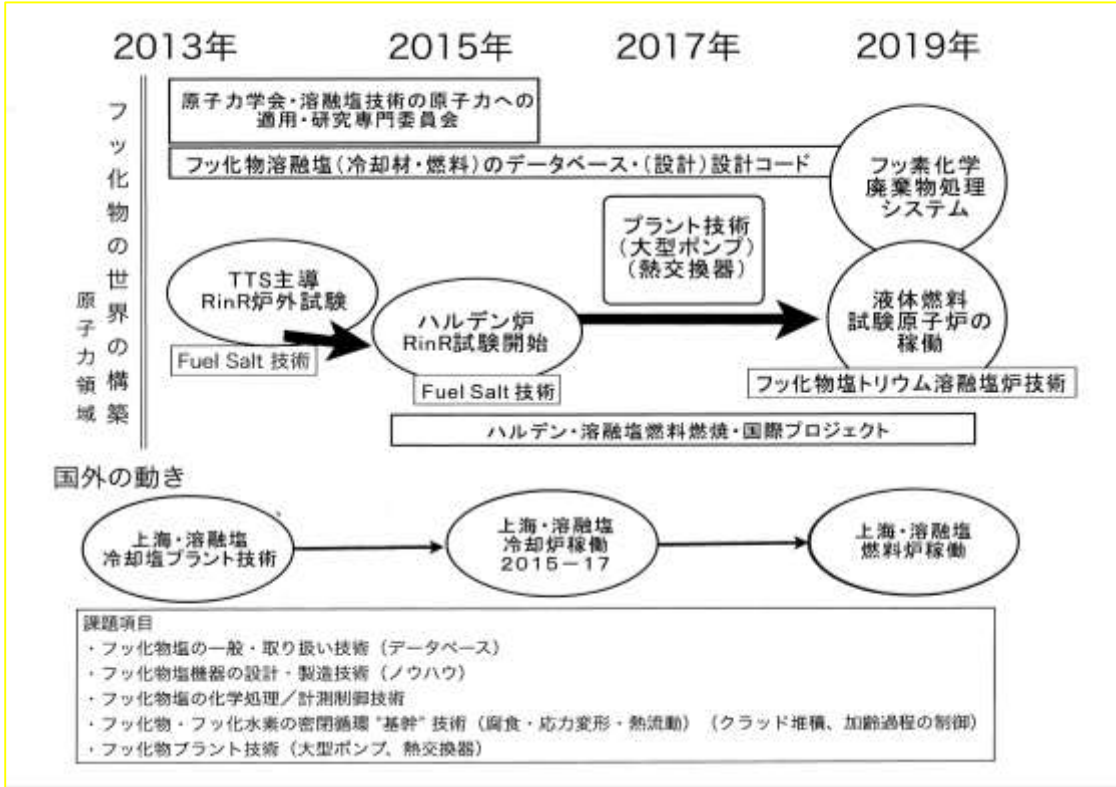 2013年 2015年 2017年 2019年
フッ化物の世界の構築
原子力領域
原子力学会・溶融塩技術の原子力への
適用・研究専門委員会
フッ化物溶融塩(冷却材・燃料)のデータベース・(設計)設計コード
フッ素化学
廃棄物処理
システム
プラント技術
(大型ポンプ)
(熱交換器)
TTS主導
RinR炉外試験
Fuel Salt 技術
ハルデン炉
RinR試験開始
Fuel Salt 技術
液体燃料
試験原子炉の
稼働
フッ化物塩トリウム溶融塩炉技術
ハルデン・溶融塩燃料燃焼・国際プロジェクト
国外の動き
上海・溶融塩
冷却塩プラント技術
上海・溶融塩
冷却炉稼働
2015-17
上海・溶融塩
燃料炉稼働
課題項目
・フッ化物塩の一般・取り扱い技術(データベース)
・フッ化物塩機器の設計・製造技術(ノウハウ)
・フッ化物塩の化学処理/計測制御技術
・フッ化物・フッ化水素の密閉循環"基幹"技術(腐食・応力変形・熱流動)(クラッド堆積、加齢過程の制御)
・フッ化物プラント技術(大型ポンプ、熱交換器)